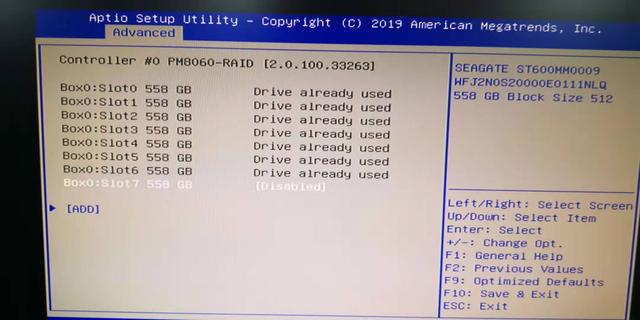 Aptio Setup Utility - Copyright (C) 2019 American Megatrends, Inc.
Advanced
Controller #0 PM8060-RAID [2.0.100.33263]
Box0:Slot0 558 GB Drive already used
Box0:Slot1 558 GB Drive already used
Box0:Slot2 558 GB Drive already used
Box0:Slot3 558 GB Drive already used
Box0:Slot4 558 GB Drive already used
Box0:Slot5 558 GB Drive already used
Box0:Slot6 558 GB Drive already used
Box0:Slot7 558 GB [Disabled]
[ADD]
SEAGATE ST600MM0009
WFJ2N0S20000E0111NLQ
558 GB Block Size 512
Left/Right: Select Screen
Up/Down: Select Item
Enter: Select
+/-: Change Opt.
F1: General Help
F2: Previous Values
F9: Optimized Defaults
F10: Save & Exit
ESC: Exit